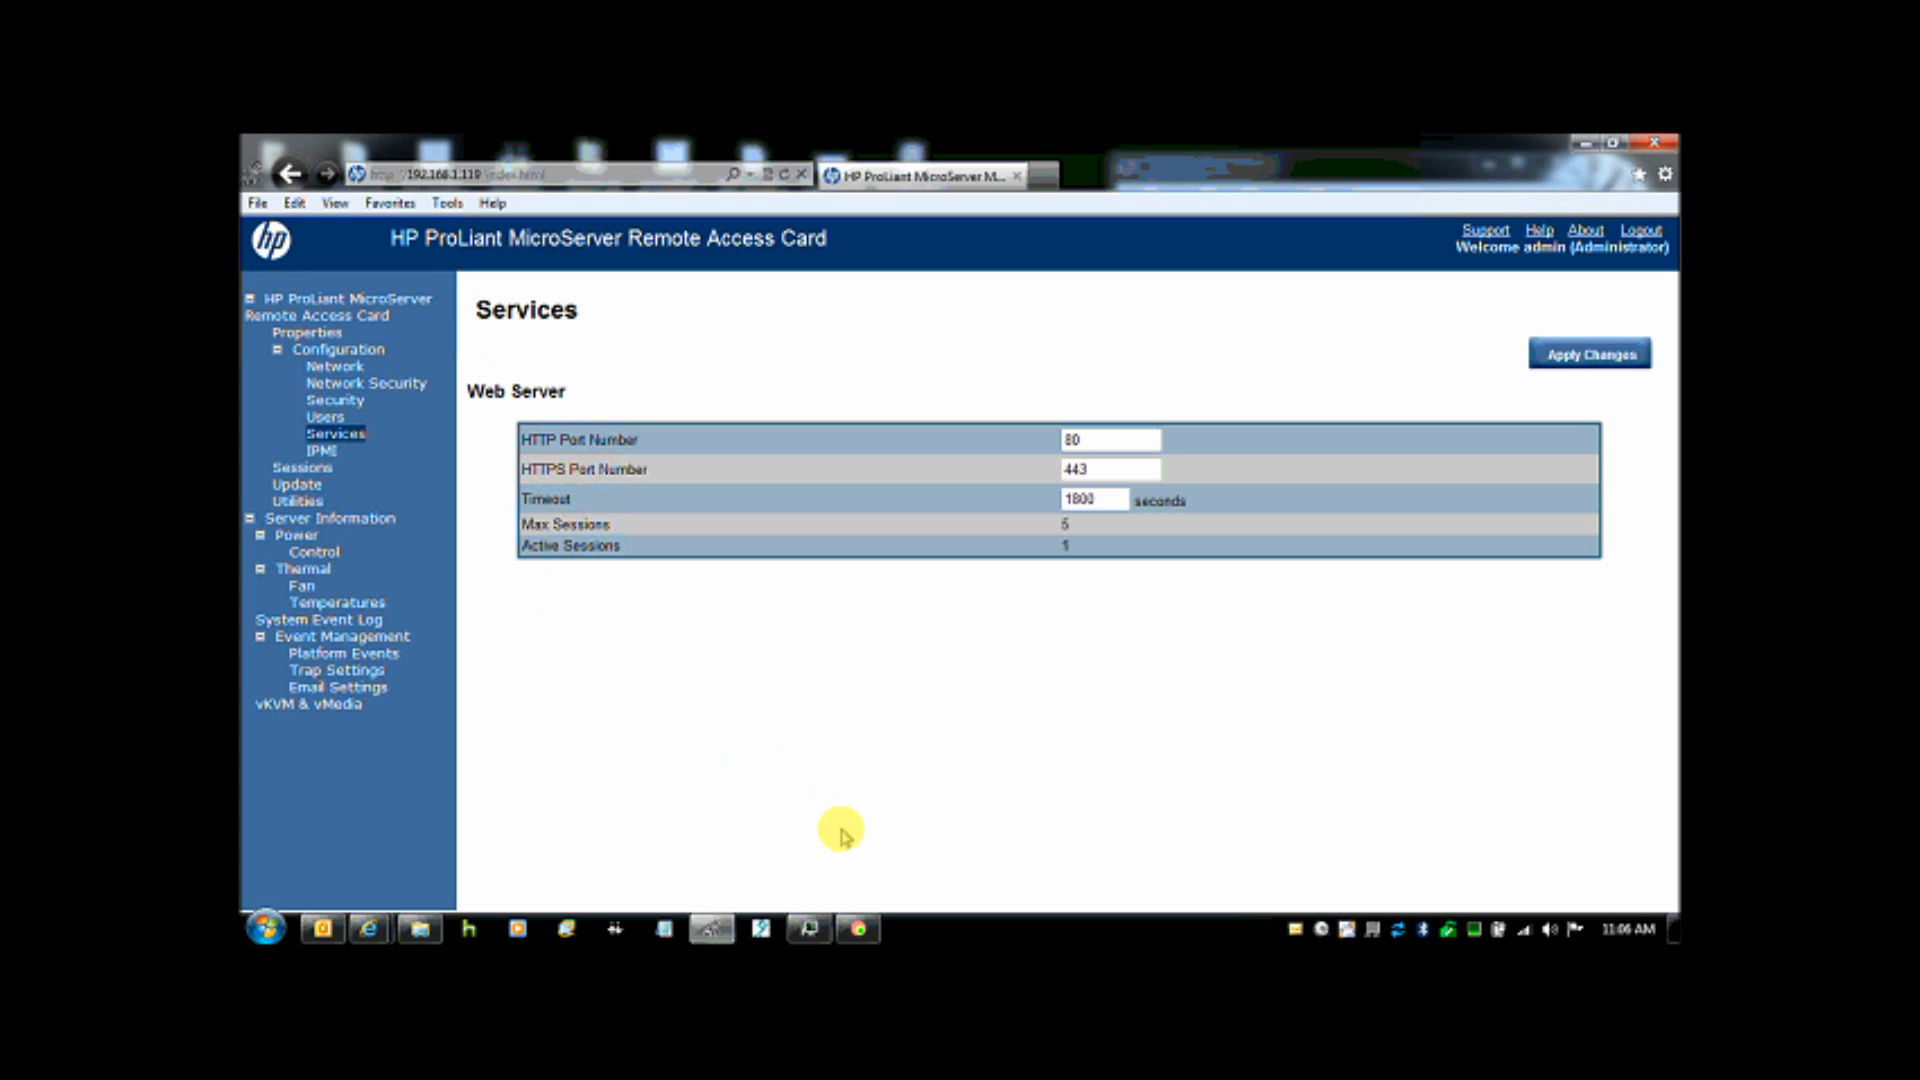 http://192.168.1.119/index.html
HP ProLiant MicroServer M...
File Edit View Favorites Tools Help
hp
HP ProLiant MicroServer Remote Access Card
Support Help About Logout
Welcome admin (Administrator)
HP ProLiant MicroServer
Remote Access Card
Properties
Configuration
Network
Network Security
Security
Users
Services
IPMI
Sessions
Update
Utilities
Server Information
Power
Control
Thermal
Fan
Temperatures
System Event Log
Event Management
Platform Events
Trap Settings
Email Settings
vKVM & vMedia
Services
Apply Changes
Web Server
HTTP Port Number 80
HTTPS Port Number 443
Timeout 1800 seconds
Max Sessions 5
Active Sessions 1
11:06 AM